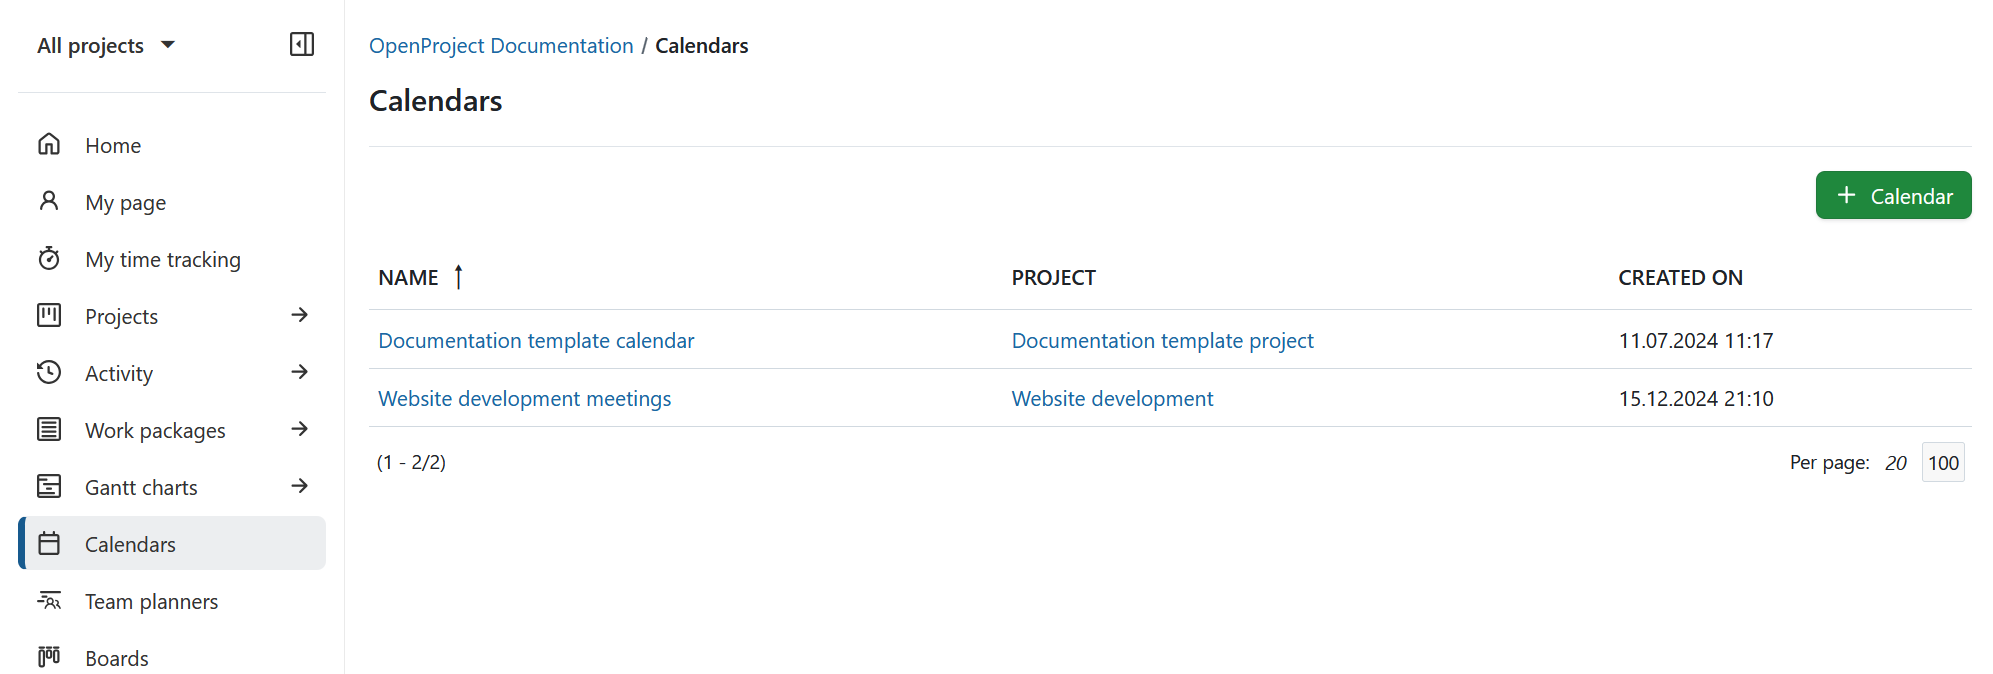 All projects
OpenProject Documentation / Calendars
Calendars
Home
My page
My time tracking
Projects
Activity
Work packages
Gantt charts
Calendars
Team planners
Boards
+ Calendar
NAME PROJECT CREATED ON
Documentation template calendar Documentation template project 11.07.2024 11:17
Website development meetings Website development 15.12.2024 21:10
(1 - 2/2) Per page: 20 100